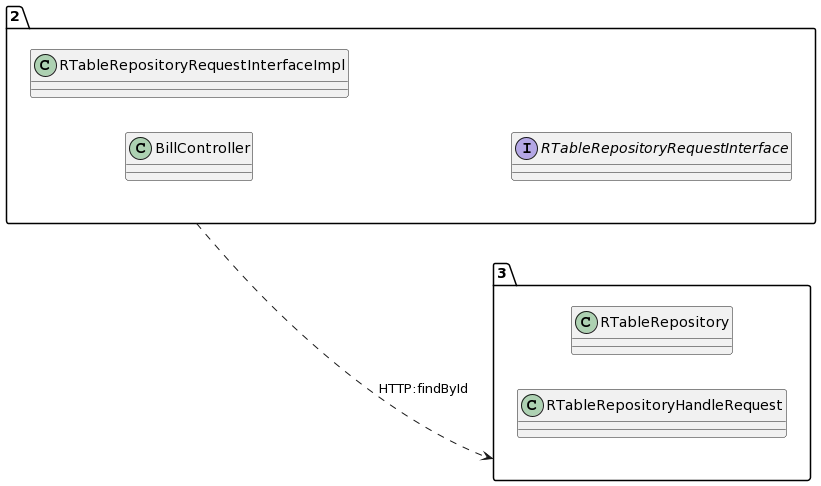 2
C RTableRepositoryRequestInterfaceImpl
C BillController
I RTableRepositoryRequestInterface
3
C RTableRepository
HTTP:findById
C RTableRepositoryHandleRequest